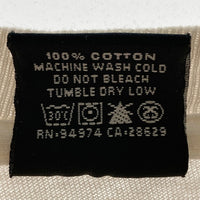 100% COTTON
MACHINE WASH COLD
DO NOT BLEACH
TUMBLE DRY LOW
30°C
RN:94974 CA:28629